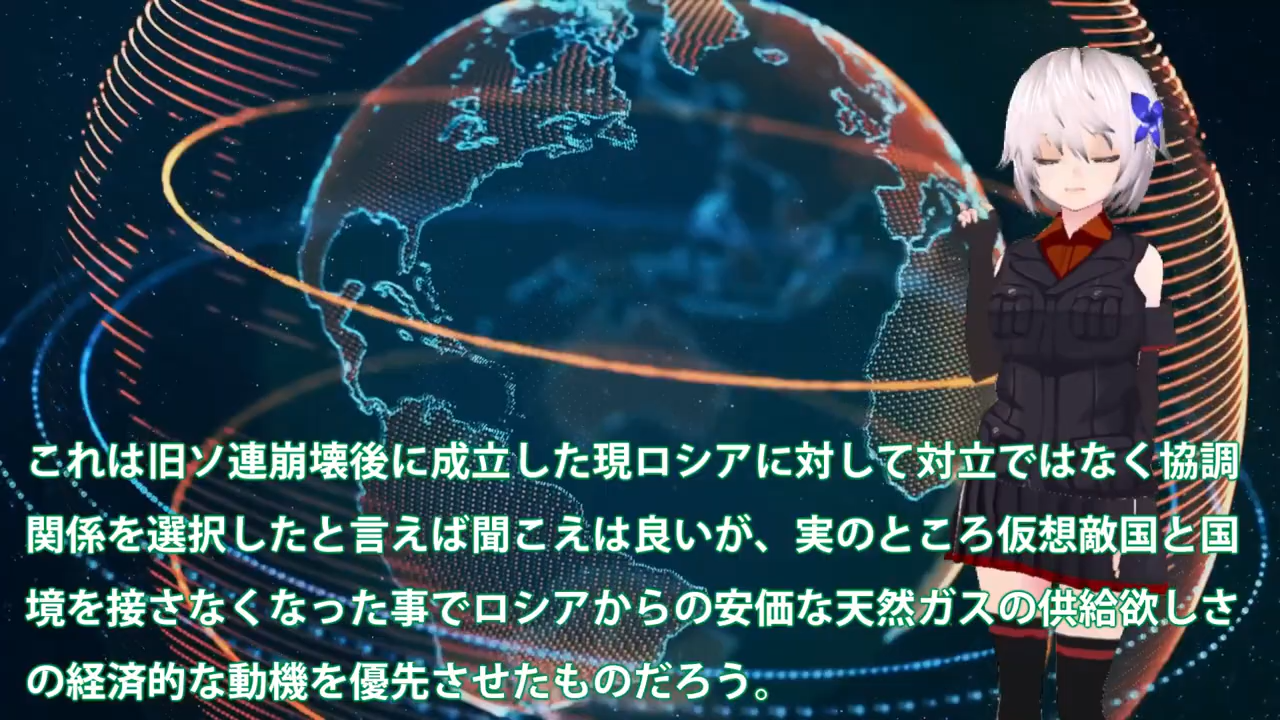 これは旧ソ連崩壊後に成立した現ロシアに対して対立ではなく協調
関係を選択したと言えば聞こえは良いが、実のところ仮想敵国と国
境を接さなくなった事でロシアからの安価な天然ガスの供給欲しさ
の経済的な動機を優先させたものだろう。